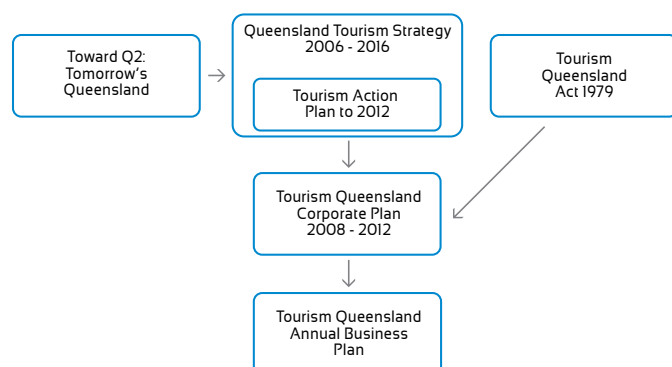 Toward Q2:
Tomorrow's
Queensland
Queensland Tourism Strategy
2006 - 2016
Tourism Action
Plan to 2012
Tourism
Queensland
Act 1979
Tourism Queensland
Corporate Plan
2008 - 2012
Tourism Queensland
Annual Business
Plan